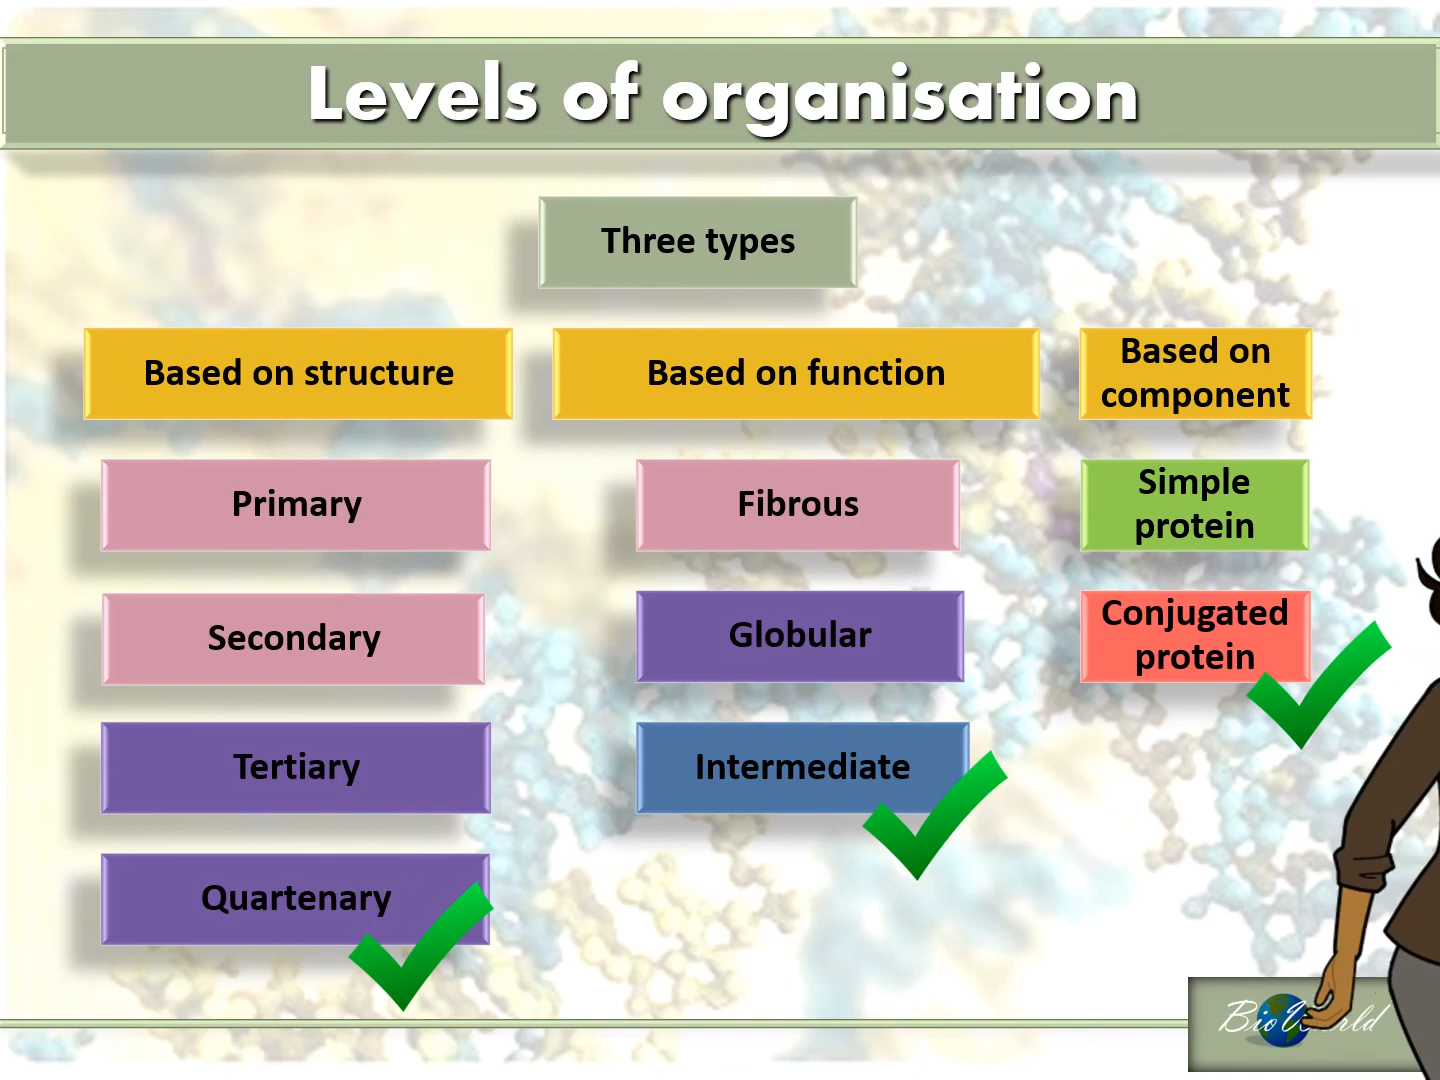 Levels of organisation
Three types
Based on structure
Based on function
Based on
component
Primary
Fibrous
Simple
protein
Secondary
Globular
Conjugated
protein
Tertiary
Intermediate
Quartenary
BioWorld